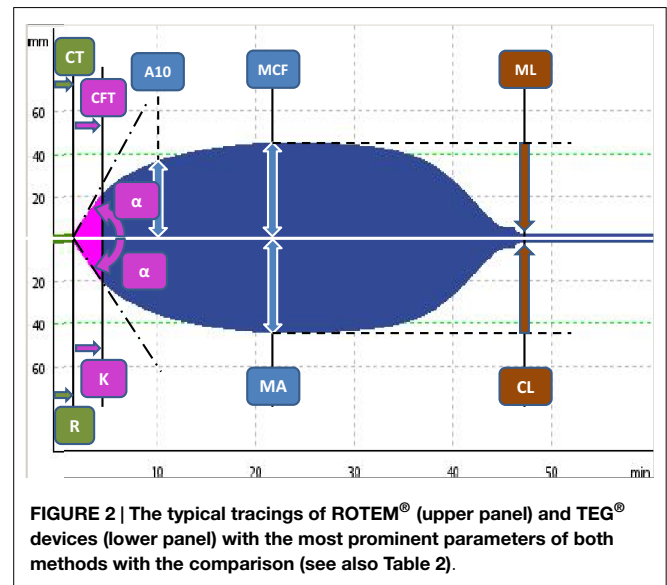 mm
CT
CFT
A10
MCF
ML
60
40
20
α
α
20
40
60
K
R
MA
CL
10 20 30 40 50 min.
FIGURE 2 | The typical tracings of ROTEM® (upper panel) and TEG®
devices (lower panel) with the most prominent parameters of both
methods with the comparison (see also Table 2).